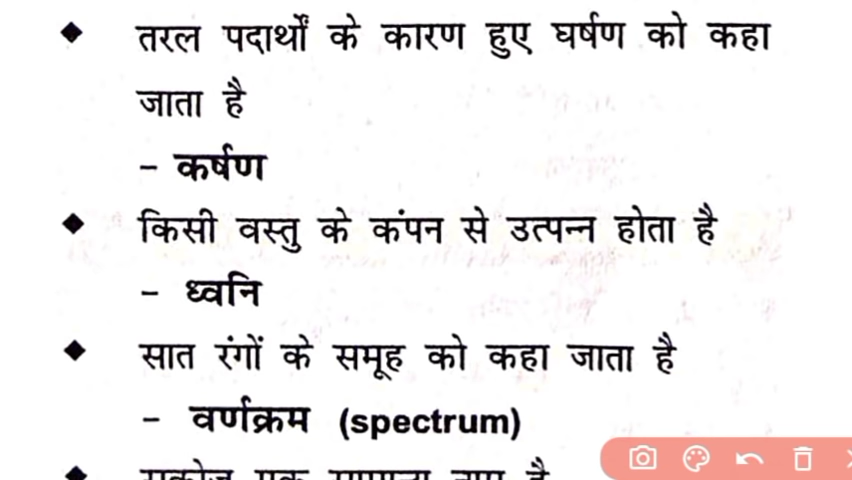 ◆ तरल पदार्थों के कारण हुए घर्षण को कहा
जाता है
– कर्षण
◆ किसी वस्तु के कंपन से उत्पन्न होता है
– ध्वनि
◆ सात रंगों के समूह को कहा जाता है
– वर्णक्रम (spectrum)